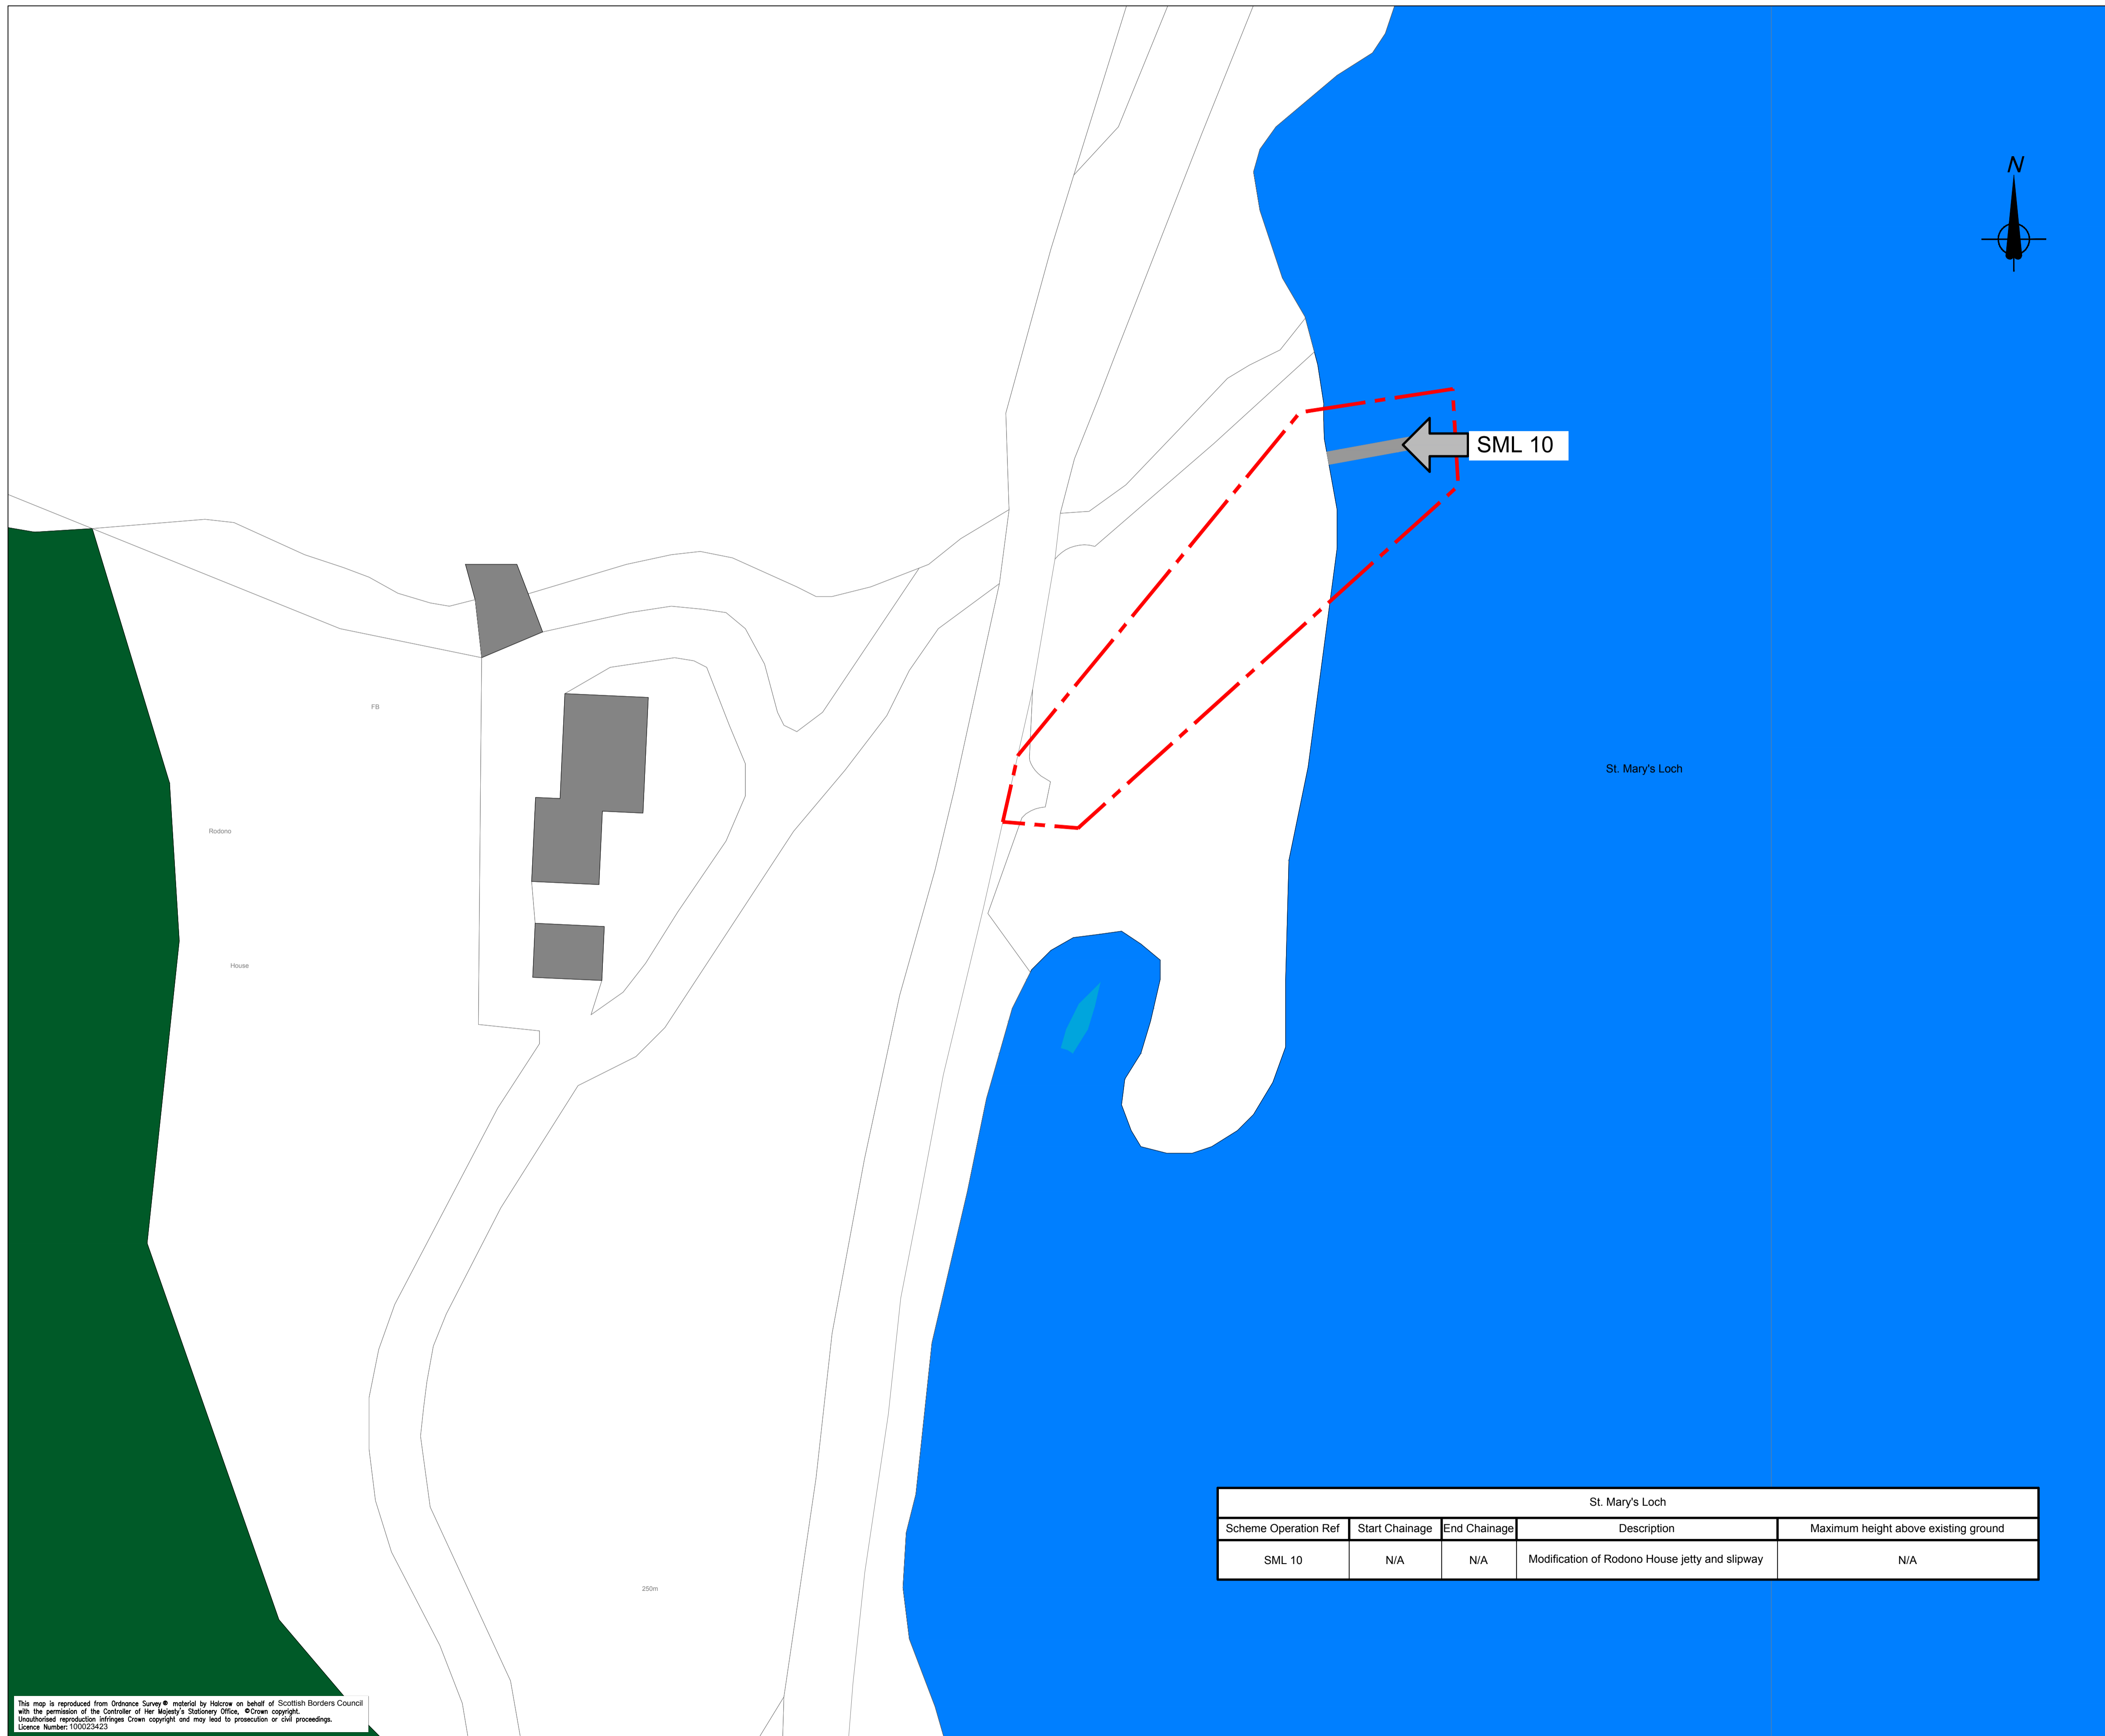 N
SML 10
FB
St. Mary's Loch
Rodono
House
St. Mary's Loch
Scheme Operation Ref Start Chainage End Chainage Description Maximum height above existing ground
SML 10 N/A N/A Modification of Rodono House jetty and slipway N/A
250m
This map is reproduced from Ordnance Survey © material by Halcrow on behalf of Scottish Borders Council
with the permission of the Controller of Her Majesty's Stationery Office, © Crown copyright.
Unauthorised reproduction infringes Crown copyright and may lead to prosecution or civil proceedings.
Licence Number: 100023423